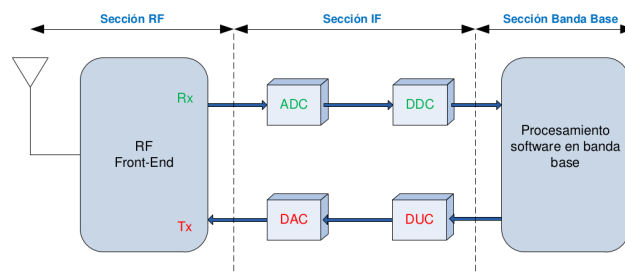 Sección RF
Sección IF
Sección Banda Base
Rx
ADC
DDC
RF
Front-End
Procesamiento
software en banda
base
Tx
DAC
DUC